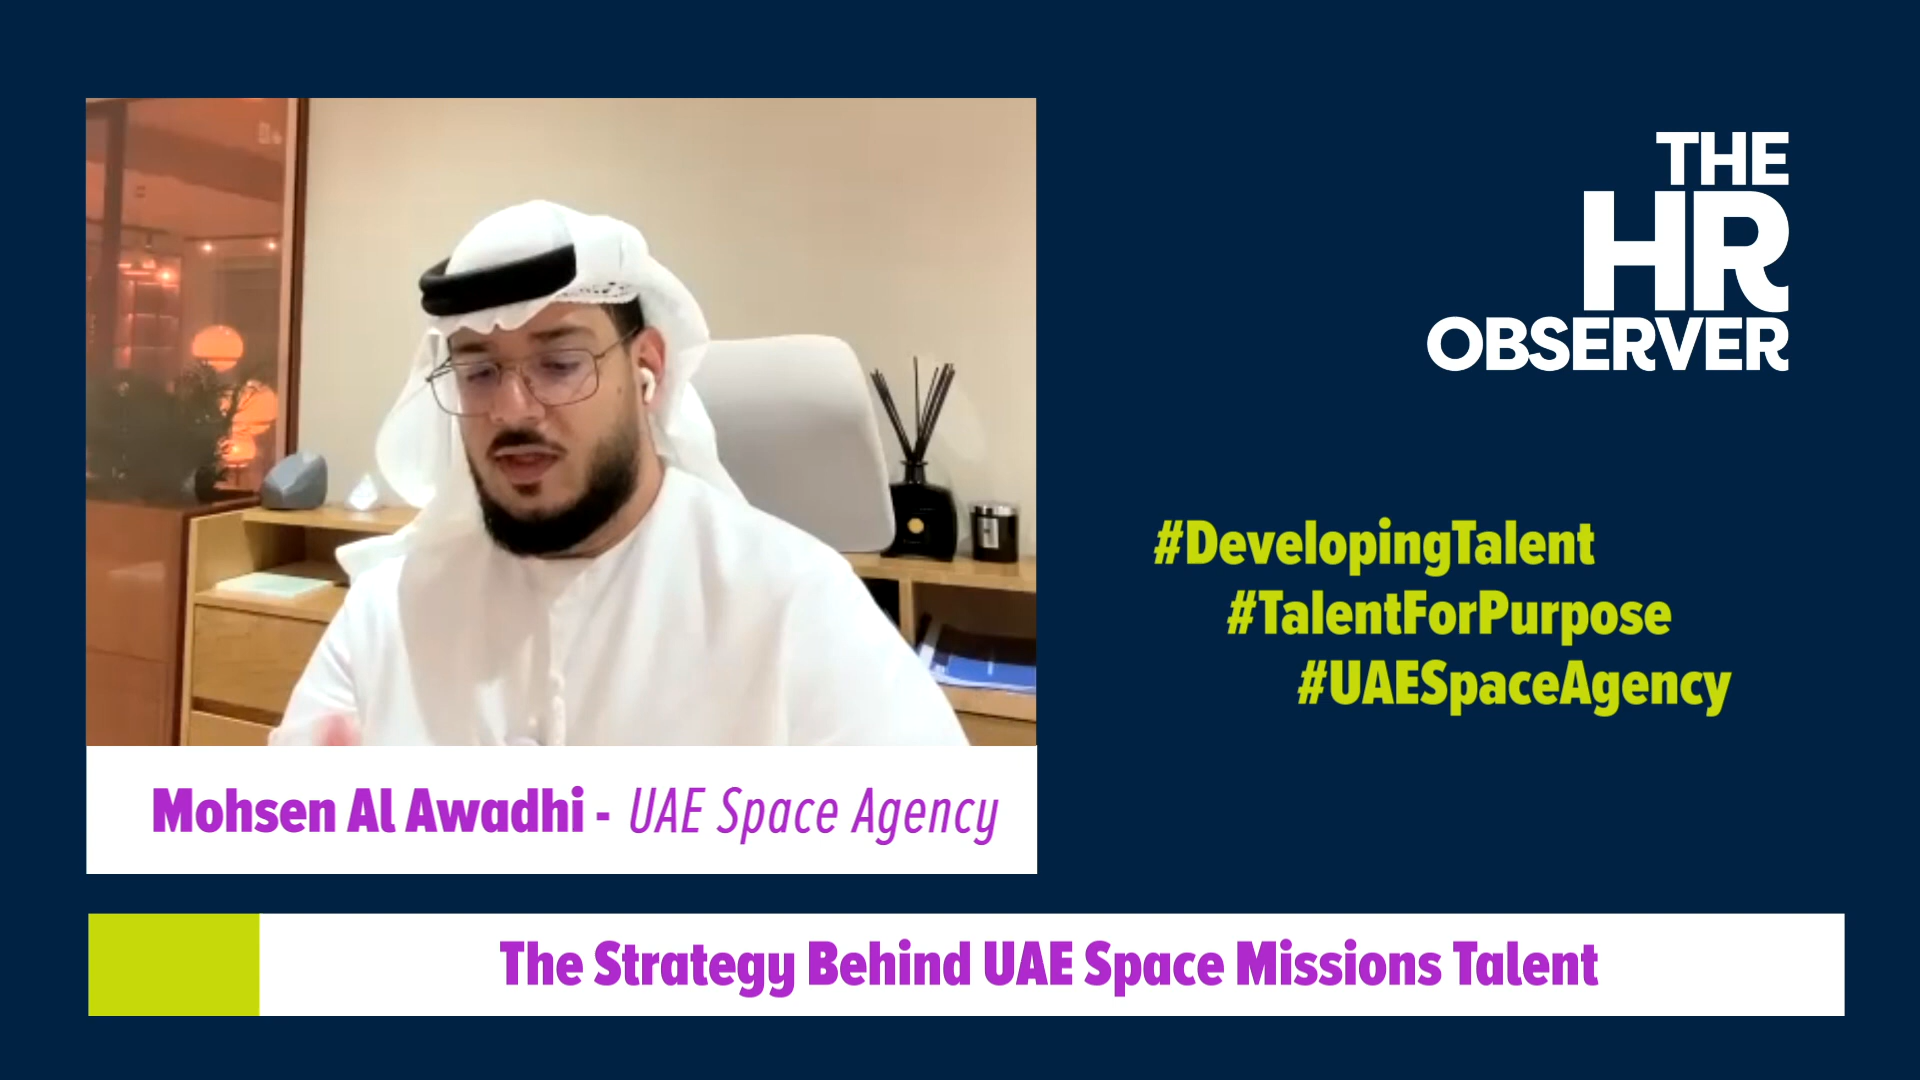 THE
HR
OBSERVER
#DevelopingTalent
#TalentForPurpose
#UAESpaceAgency
Mohsen Al Awadhi - UAE Space Agency
The Strategy Behind UAE Space Missions Talent